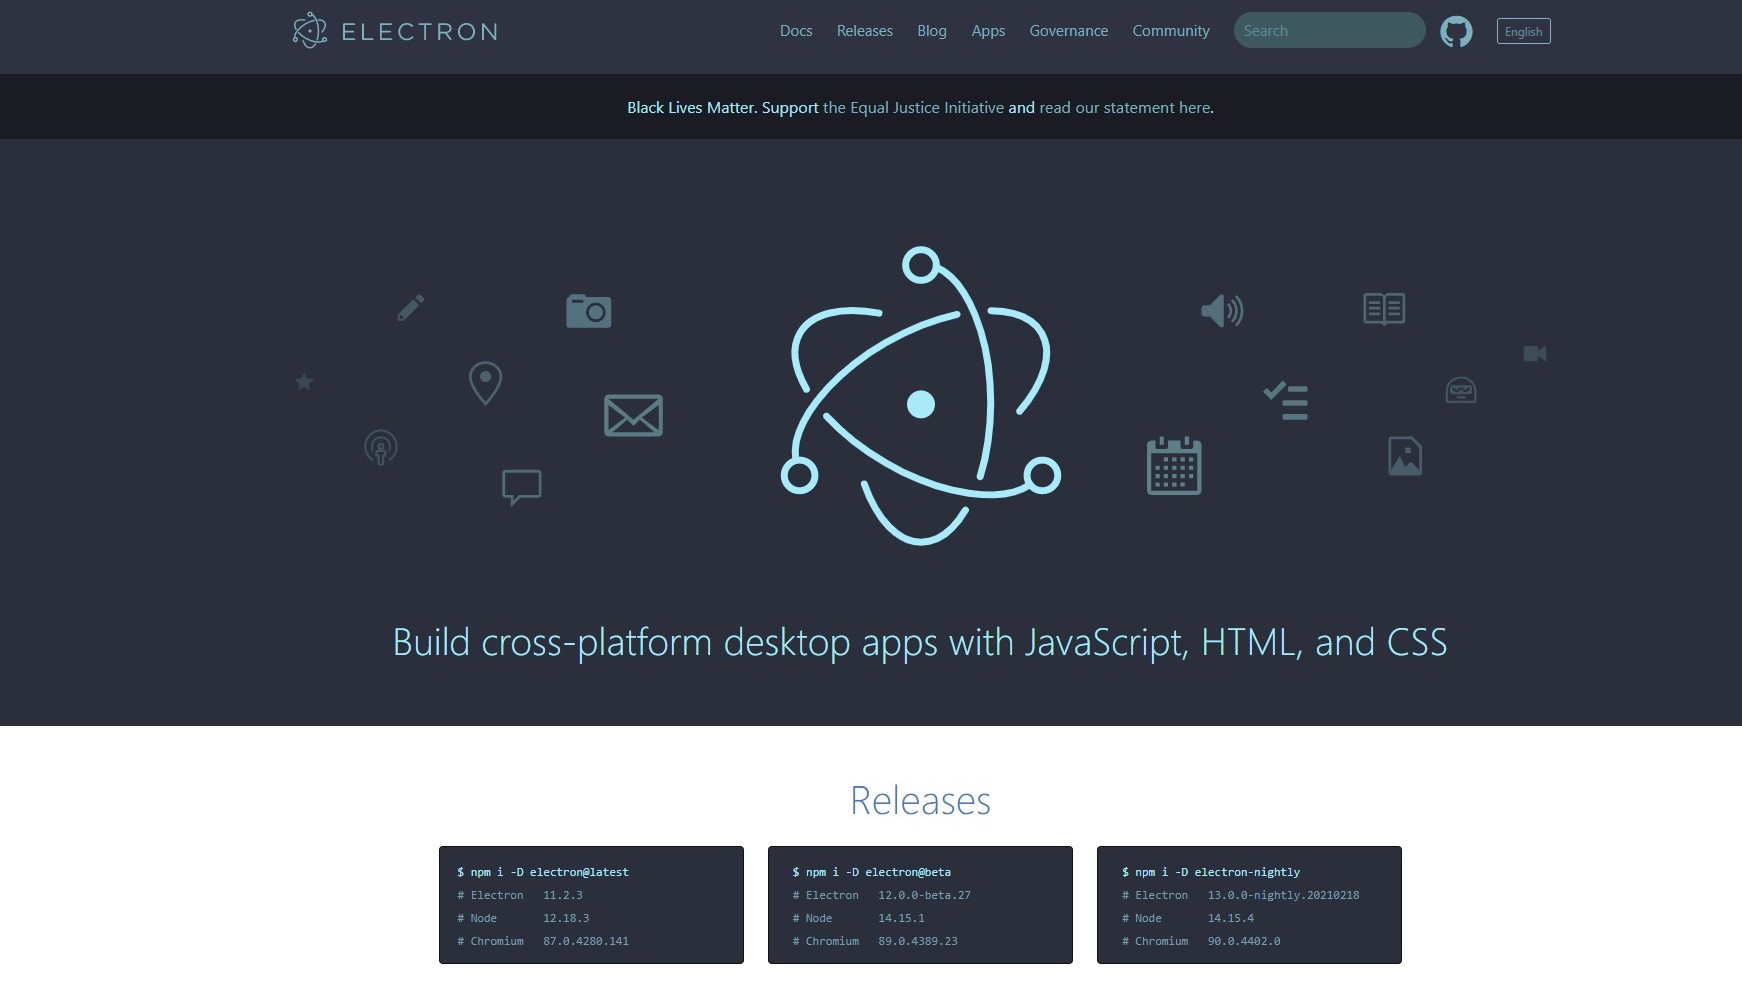 ELECTRON
Docs Releases Blog Apps Governance Community Search English
Black Lives Matter. Support the Equal Justice Initiative and read our statement here.
Build cross-platform desktop apps with JavaScript, HTML, and CSS
Releases
$ npm i -D electron@latest
# Electron 11.2.3
# Node 12.18.3
# Chromium 87.0.4280.141
$ npm i -D electron@beta
# Electron 12.0.0-beta.27
# Node 14.15.1
# Chromium 89.0.4389.23
$ npm i -D electron-nightly
# Electron 13.0.0-nightly.20210218
# Node 14.15.4
# Chromium 90.0.4402.0